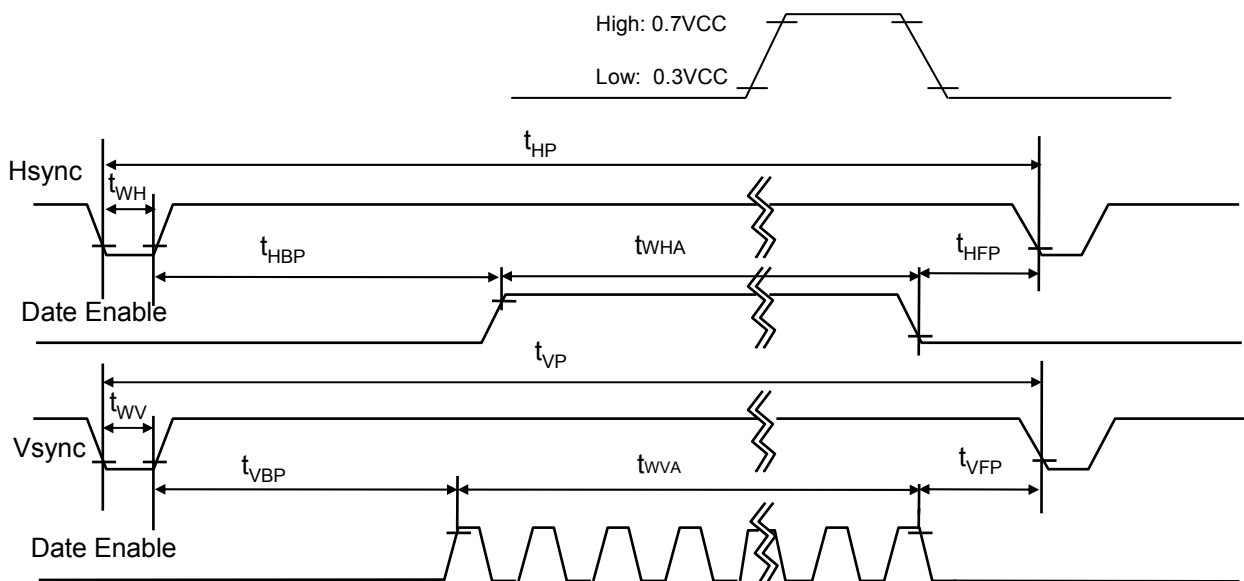 High: 0.7VCC
Low: 0.3VCC
tHP
Hsync
tWH
tHBP
tWHA
tHFP
Date Enable
tVP
tWV
Vsync
tVBP
tWVA
tVFP
Date Enable